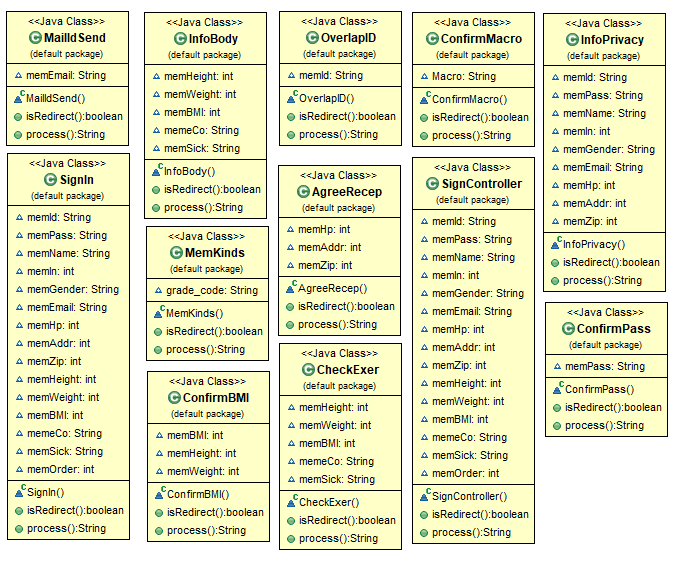 <<Java Class>>
MailIdSend
(default package)
memEmail: String
MailIdSend()
isRedirect():boolean
process():String
<<Java Class>>
InfoBody
(default package)
memHeight: int
memWeight: int
memBMI: int
memeCo: String
memSick: String
InfoBody()
isRedirect():boolean
process():String
<<Java Class>>
OverlapID
(default package)
memId: String
OverlapID()
isRedirect():boolean
process():String
<<Java Class>>
ConfirmMacro
(default package)
Macro: String
ConfirmMacro()
isRedirect():boolean
process():String
<<Java Class>>
InfoPrivacy
(default package)
memId: String
memPass: String
memName: String
memIn: int
memGender: String
memEmail: String
memHp: int
memAddr: int
memZip: int
InfoPrivacy()
isRedirect():boolean
process():String
<<Java Class>>
SignIn
(default package)
memId: String
memPass: String
memName: String
memIn: int
memGender: String
memEmail: String
memHp: int
memAddr: int
memZip: int
memHeight: int
memWeight: int
memBMI: int
memeCo: String
memSick: String
memOrder: int
SignIn()
isRedirect():boolean
process():String
<<Java Class>>
MemKinds
(default package)
grade_code: String
MemKinds()
isRedirect():boolean
process():String
<<Java Class>>
AgreeRecep
(default package)
memHp: int
memAddr: int
memZip: int
AgreeRecep()
isRedirect():boolean
process():String
<<Java Class>>
SignController
(default package)
memId: String
memPass: String
memName: String
memIn: int
memGender: String
memEmail: String
memHp: int
memAddr: int
memZip: int
memHeight: int
memWeight: int
memBMI: int
memeCo: String
memSick: String
memOrder: int
SignController()
isRedirect():boolean
process():String
<<Java Class>>
ConfirmPass
(default package)
memPass: String
ConfirmPass()
isRedirect():boolean
process():String
<<Java Class>>
ConfirmBMI
(default package)
memBMI: int
memHeight: int
memWeight: int
ConfirmBMI()
isRedirect():boolean
process():String
<<Java Class>>
CheckExer
(default package)
memHeight: int
memWeight: int
memBMI: int
memeCo: String
memSick: String
CheckExer()
isRedirect():boolean
process():String